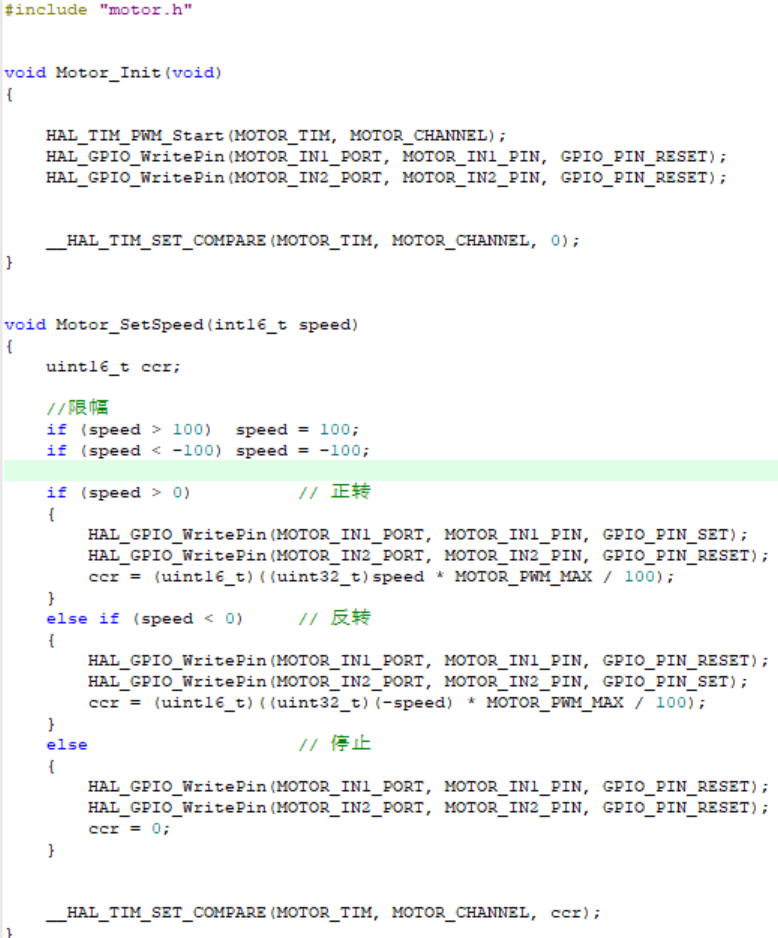 #include "motor.h"
void Motor_Init(void)
{
HAL_TIM_PWM_Start(MOTOR_TIM, MOTOR_CHANNEL);
HAL_GPIO_WritePin(MOTOR_IN1_PORT, MOTOR_IN1_PIN, GPIO_PIN_RESET);
HAL_GPIO_WritePin(MOTOR_IN2_PORT, MOTOR_IN2_PIN, GPIO_PIN_RESET);
__HAL_TIM_SET_COMPARE(MOTOR_TIM, MOTOR_CHANNEL, 0);
}
void Motor_SetSpeed(int16_t speed)
{
uint16_t ccr;
//限幅
if (speed > 100)  speed = 100;
if (speed < -100) speed = -100;
if (speed > 0)          // 正转
{
HAL_GPIO_WritePin(MOTOR_IN1_PORT, MOTOR_IN1_PIN, GPIO_PIN_SET);
HAL_GPIO_WritePin(MOTOR_IN2_PORT, MOTOR_IN2_PIN, GPIO_PIN_RESET);
ccr = (uint16_t)((uint32_t)speed * MOTOR_PWM_MAX / 100);
}
else if (speed < 0)     // 反转
{
HAL_GPIO_WritePin(MOTOR_IN1_PORT, MOTOR_IN1_PIN, GPIO_PIN_RESET);
HAL_GPIO_WritePin(MOTOR_IN2_PORT, MOTOR_IN2_PIN, GPIO_PIN_SET);
ccr = (uint16_t)((uint32_t)(-speed) * MOTOR_PWM_MAX / 100);
}
else                    // 停止
{
HAL_GPIO_WritePin(MOTOR_IN1_PORT, MOTOR_IN1_PIN, GPIO_PIN_RESET);
HAL_GPIO_WritePin(MOTOR_IN2_PORT, MOTOR_IN2_PIN, GPIO_PIN_RESET);
ccr = 0;
}
__HAL_TIM_SET_COMPARE(MOTOR_TIM, MOTOR_CHANNEL, ccr);
}